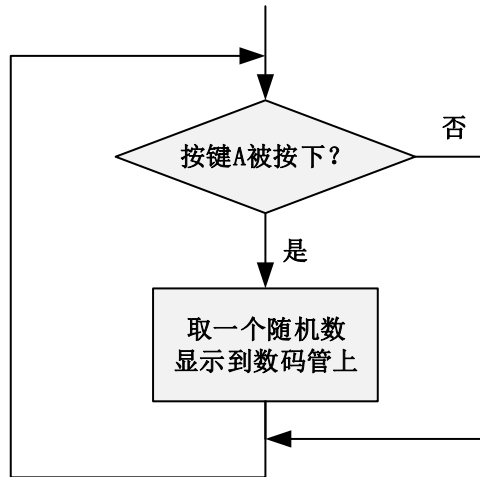 按键A被按下？
否
是
取一个随机数
显示到数码管上